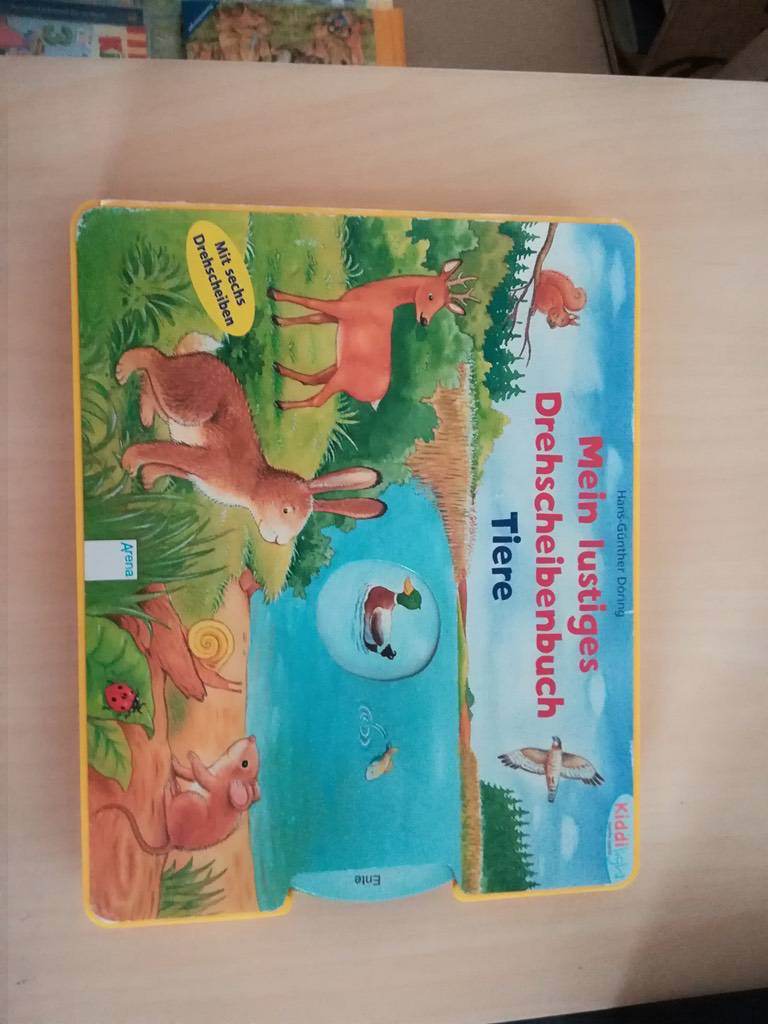 Hans-Günther Döring
Mein lustiges
Drehscheibenbuch
Tiere
Mit sechs
Drehscheiben
Arena
Ente